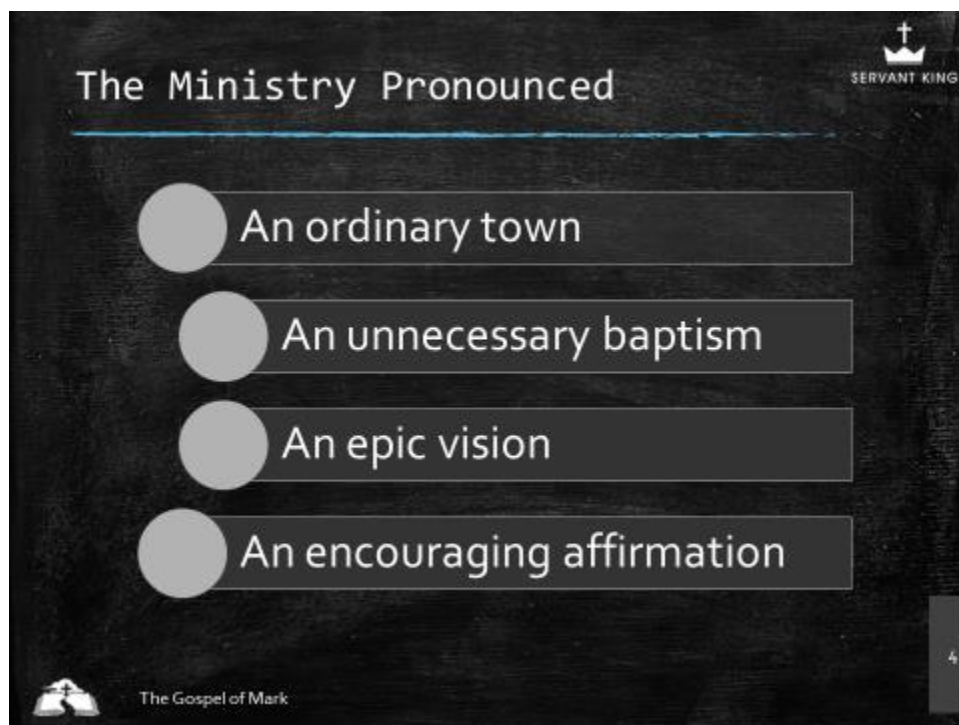 SERVANT KING
The Ministry Pronounced
An ordinary town
An unnecessary baptism
An epic vision
An encouraging affirmation
4
The Gospel of Mark